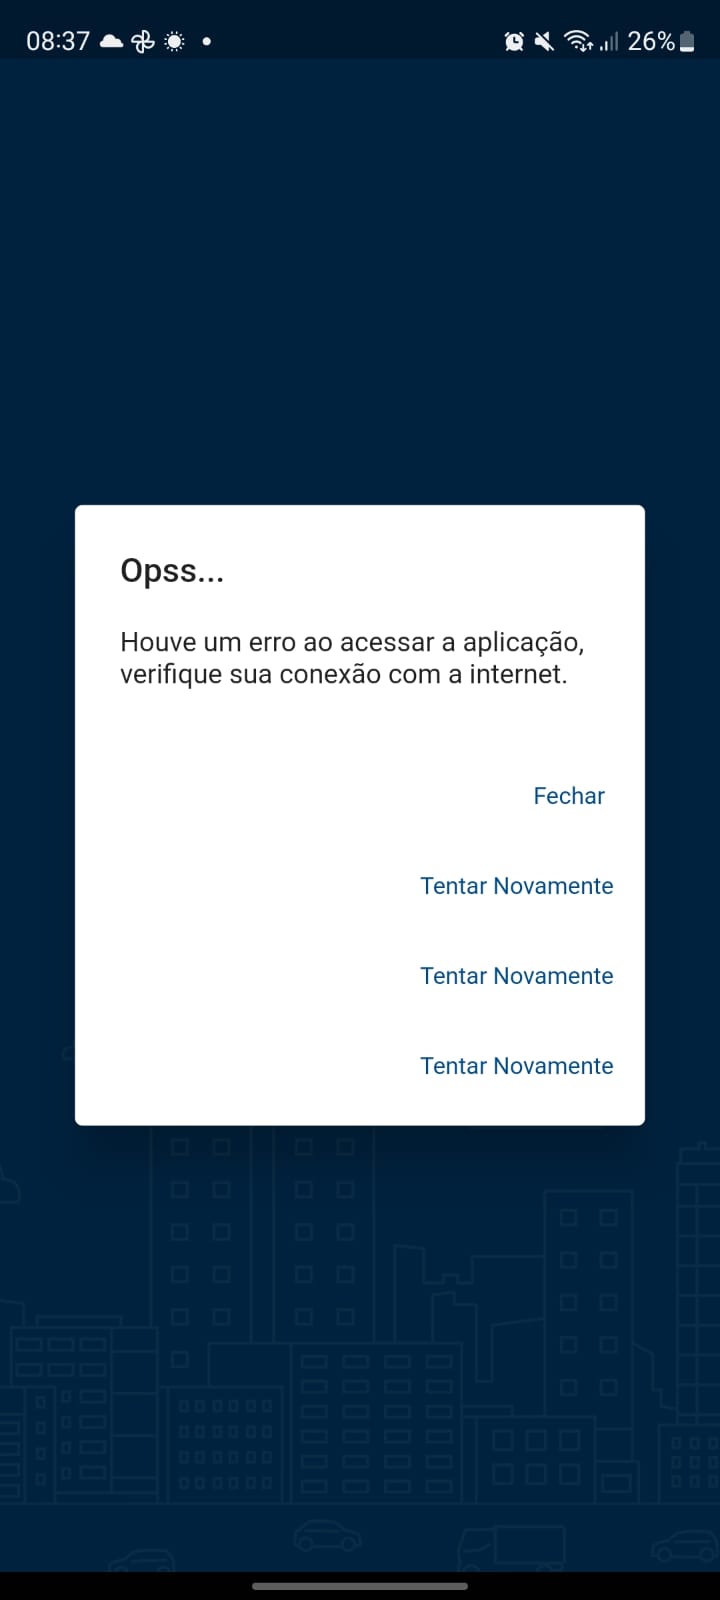 08:37
26%
Opss...
Houve um erro ao acessar a aplicação,
verifique sua conexão com a internet.
Fechar
Tentar Novamente
Tentar Novamente
Tentar Novamente